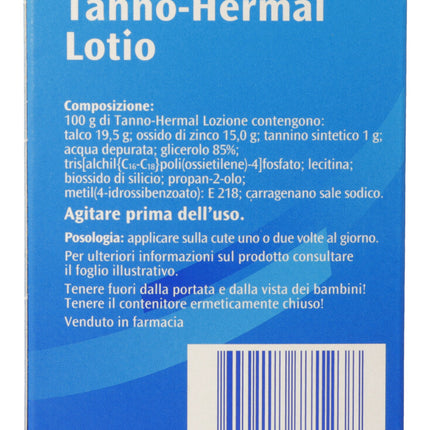 Tanno-Hermal
Lotio
Composizione:
100 g di Tanno-Hermal Lozione contengono:
talco 19,5 g; ossido di zinco 15,0 g; tannino sintetico 1 g;
acqua depurata; glicerolo 85%;
tris[alchil{C₁₆-C₁₈}poli(ossietilene)-4]fosfato; lecitina;
biossido di silicio; propan-2-olo;
metil(4-idrossibenzoato): E 218; carragenano sale sodico.
Agitare prima dell'uso.
Posologia: applicare sulla cute uno o due volte al giorno.
Per ulteriori informazioni sul prodotto consultare
il foglio illustrativo.
Tenere fuori dalla portata e dalla vista dei bambini!
Tenere il contenitore ermeticamente chiuso!
Venduto in farmacia